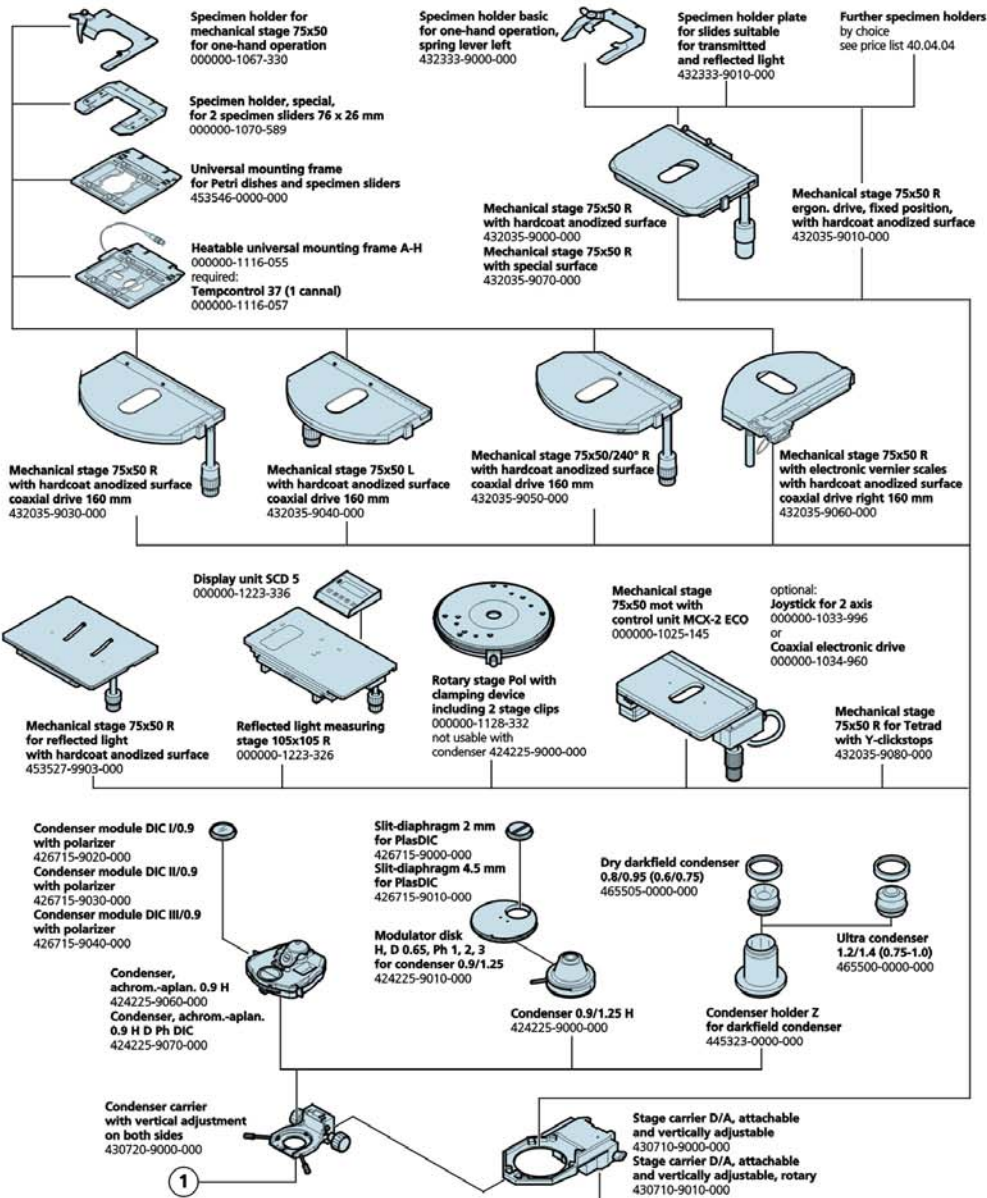 Specimen holder for
mechanical stage 75x50
for one-hand operation
000000-1067-330
Specimen holder basic
for one-hand operation,
spring lever left
432333-9000-000
Specimen holder plate
for slides suitable
for transmitted
and reflected light
432333-9010-000
Further specimen holders
by choice
see price list 40.04.04
Specimen holder, special,
for 2 specimen sliders 76 x 26 mm
000000-1070-589
Universal mounting frame
for Petri dishes and specimen sliders
453546-0000-000
Heatable universal mounting frame A-H
000000-1116-055
required:
Tempcontrol 37 (1 cannal)
000000-1116-057
Mechanical stage 75x50 R
with hardcoat anodized surface
432035-9000-000
Mechanical stage 75x50 R
with special surface
432035-9070-000
Mechanical stage 75x50 R
ergon. drive, fixed position,
with hardcoat anodized surface
432035-9010-000
Mechanical stage 75x50 R
with hardcoat anodized surface
coaxial drive 160 mm
432035-9030-000
Mechanical stage 75x50 L
with hardcoat anodized surface
coaxial drive 160 mm
432035-9040-000
Mechanical stage 75x50/240° R
with hardcoat anodized surface
coaxial drive 160 mm
432035-9050-000
Mechanical stage 75x50 R
with electronic vernier scales
with hardcoat anodized surface
coaxial drive right 160 mm
432035-9060-000
Display unit SCD 5
000000-1223-336
Mechanical stage
75x50 mot with
control unit MCX-2 ECO
000000-1025-145
optional:
Joystick for 2 axis
000000-1033-996
or
Coaxial electronic drive
000000-1034-960
Mechanical stage 75x50 R
for reflected light
with hardcoat anodized surface
453527-9903-000
Reflected light measuring
stage 105x105 R
000000-1223-326
Rotary stage Pol with
clamping device
including 2 stage clips
000000-1128-332
not usable with
condenser 424225-9000-000
Mechanical stage
75x50 R for Tetrad
with Y-clickstops
432035-9080-000
Condenser module DIC I/0.9
with polarizer
426715-9020-000
Condenser module DIC II/0.9
with polarizer
426715-9030-000
Condenser module DIC III/0.9
with polarizer
426715-9040-000
Slit-diaphragm 2 mm
for PlasDIC
426715-9000-000
Slit-diaphragm 4.5 mm
for PlasDIC
426715-9010-000
Dry darkfield condenser
0.8/0.95 (0.6/0.75)
465505-0000-000
Modulator disk
H, D 0.65, Ph 1, 2, 3
for condenser 0.9/1.25
424225-9010-000
Ultra condenser
1.2/1.4 (0.75-1.0)
465500-0000-000
Condenser,
achrom.-aplan. 0.9 H
424225-9060-000
Condenser, achrom.-aplan.
0.9 H D Ph DIC
424225-9070-000
Condenser 0.9/1.25 H
424225-9000-000
Condenser holder Z
for darkfield condenser
445323-0000-000
Condenser carrier
with vertical adjustment
on both sides
430720-9000-000
Stage carrier D/A, attachable
and vertically adjustable
430710-9000-000
Stage carrier D/A, attachable
and vertically adjustable, rotary
430710-9010-000
1